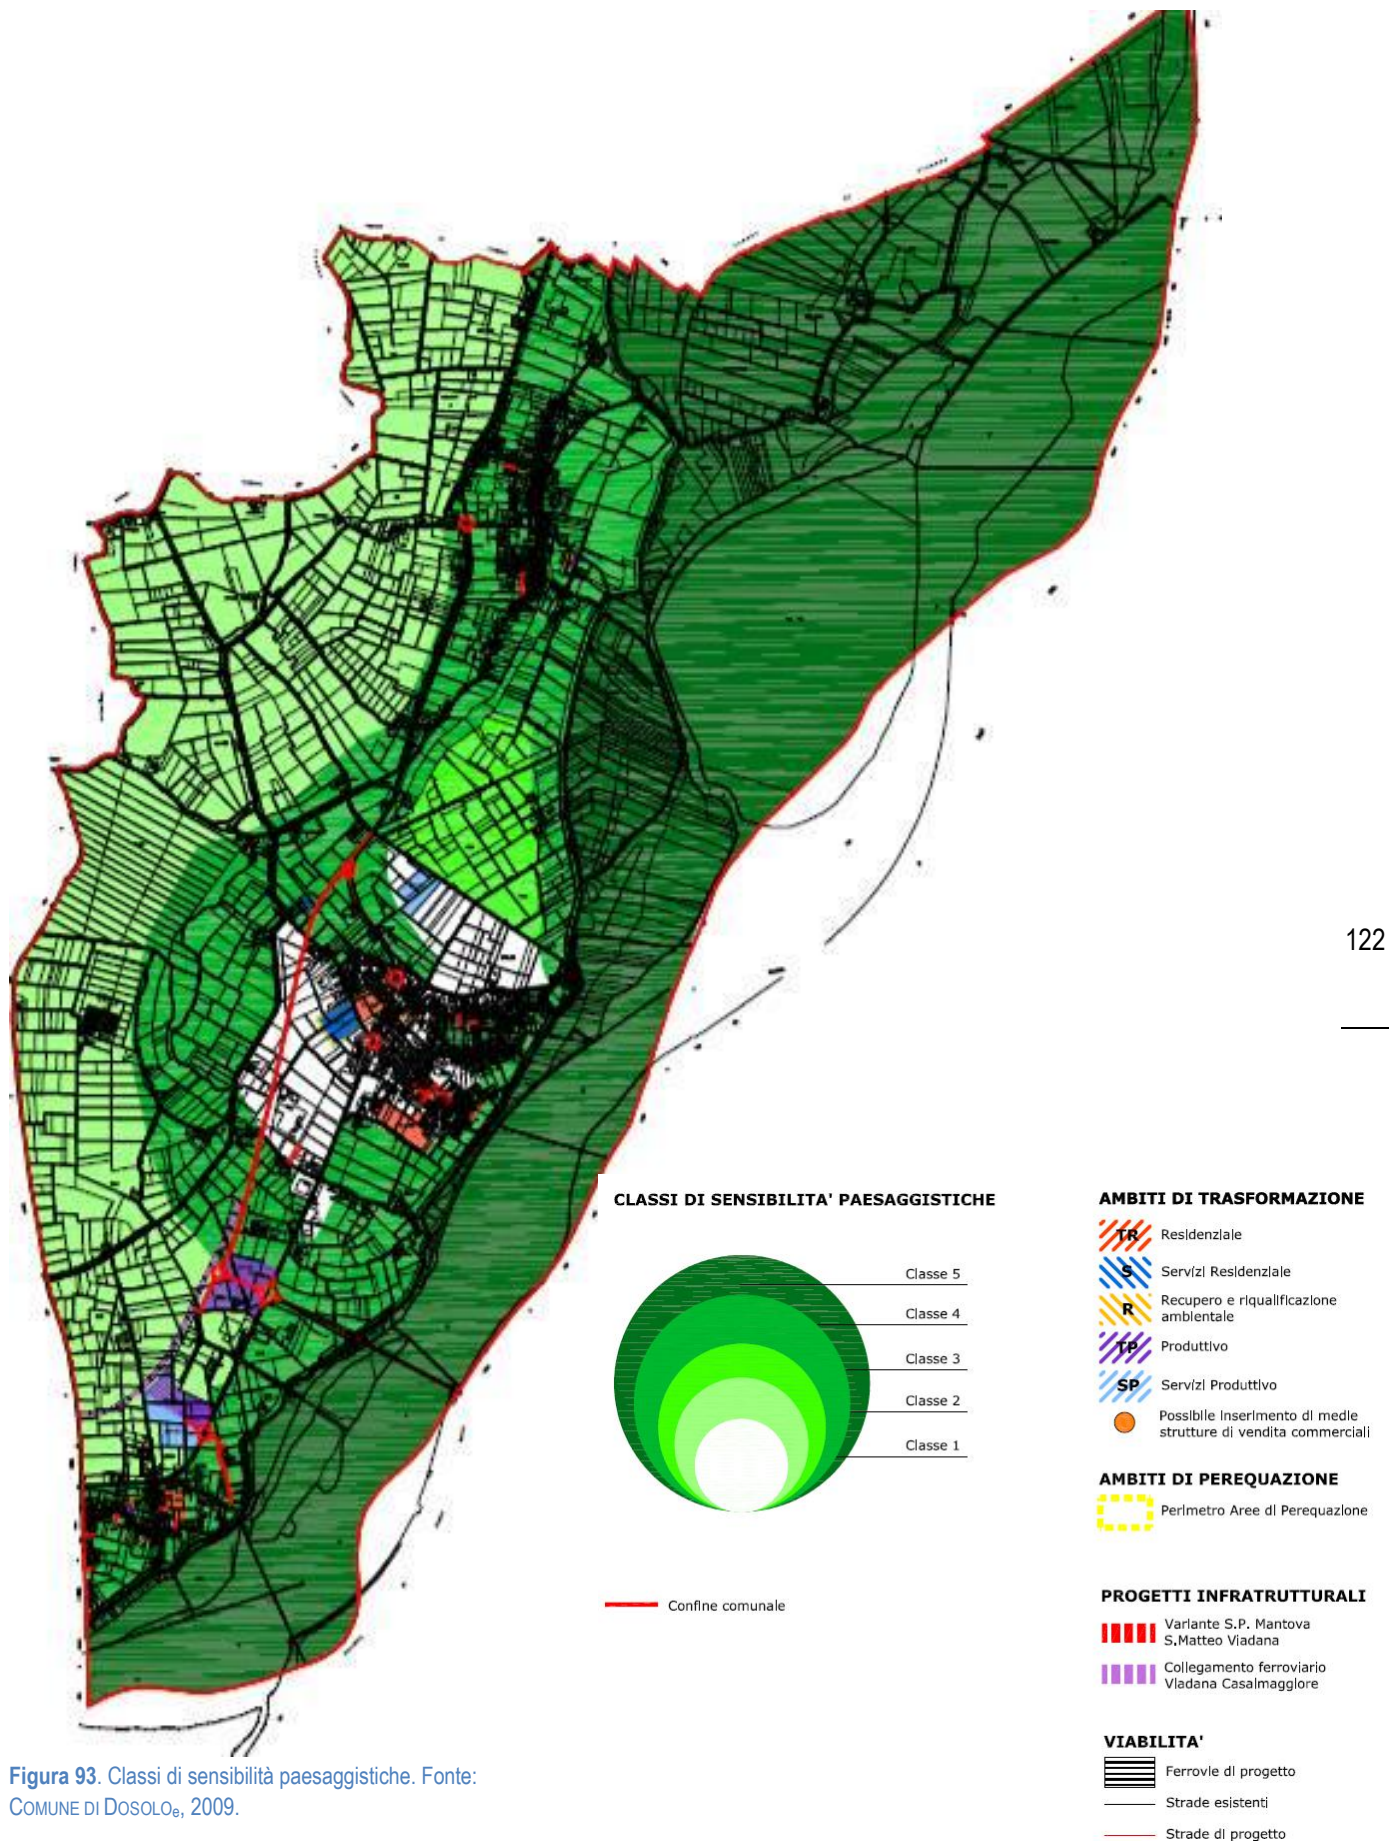 122
CLASSI DI SENSIBILITA' PAESAGGISTICHE
Classe 5
Classe 4
Classe 3
Classe 2
Classe 1
Confine comunale
AMBITI DI TRASFORMAZIONE
TR Residenziale
S Servizi Residenziale
R Recupero e riqualificazione
ambientale
TP Produttivo
SP Servizi Produttivo
Possibile inserimento di medie
strutture di vendita commerciali
AMBITI DI PEREQUAZIONE
Perimetro Aree di Perequazione
PROGETTI INFRATRUTTURALI
Variante S.P. Mantova
S.Matteo Viadana
Collegamento ferroviario
Viadana Casalmaggiore
VIABILITA'
Ferrovie di progetto
Strade esistenti
Strade di progetto
Figura 93. Classi di sensibilità paesaggistiche. Fonte:
COMUNE DI DOSOLOe, 2009.